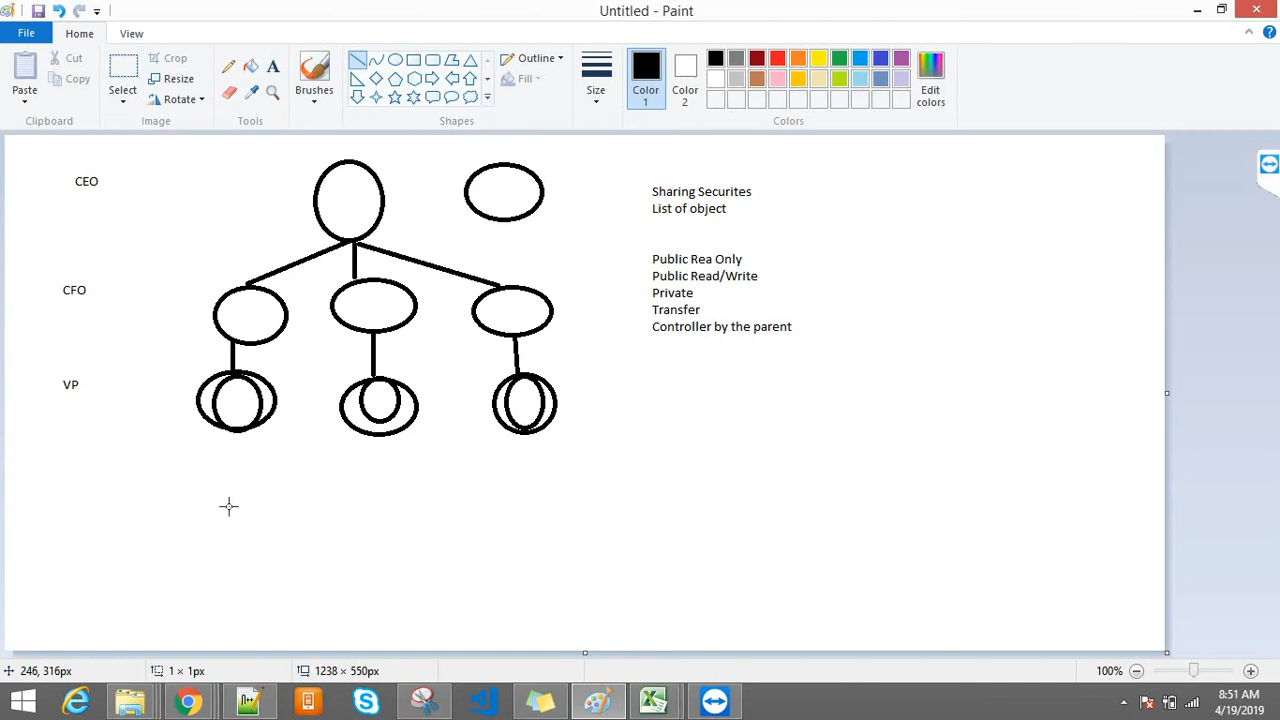 Untitled - Paint
File
Home
View
Paste
Cut
Copy
Clipboard
Select
Crop
Resize
Rotate
Image
A
Tools
Brushes
Outline
Fill
Shapes
Size
Color 1
Color 2
Edit colors
Colors
CEO
CFO
VP
Sharing Securites
List of object
Public Rea Only
Public Read/Write
Private
Transfer
Controller by the parent
246, 316px
1 × 1px
1238 × 550px
100%
8:51 AM
4/19/2019